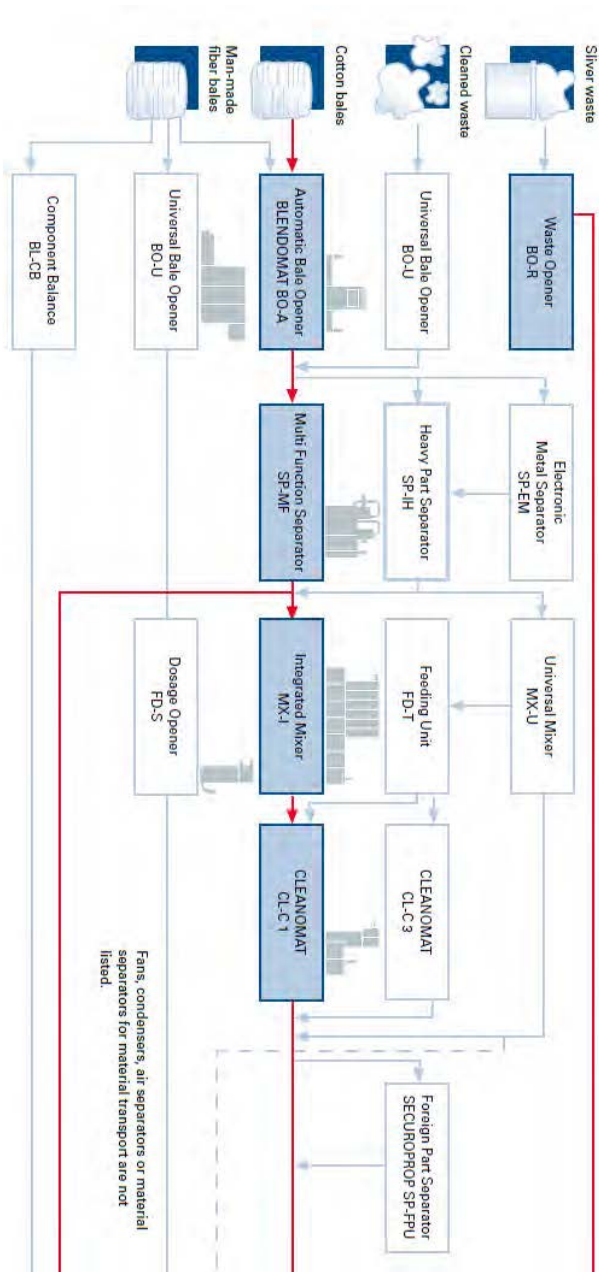 Sliver waste
Waste Opener
BO-R
Electronic
Metal Separator
SP-EM
Universal Mixer
MX-U
Cleaned waste
Universal Bale Opener
BO-U
Heavy Part Separator
SP-IH
Feeding Unit
FD-T
CLEANOMAT
CL-C 3
Foreign Part Separator
SECUROPROP SP-FPU
Cotton bales
Automatic Bale Opener
BLENDOMAT BO-A
Multi Function Separator
SP-MF
Integrated Mixer
MX-I
CLEANOMAT
CL-C 1
Man-made
fiber bales
Universal Bale Opener
BO-U
Dosage Opener
FD-S
Fans, condensers, air separators or material
separators for material transport are not
listed.
Component Balance
BL-CB